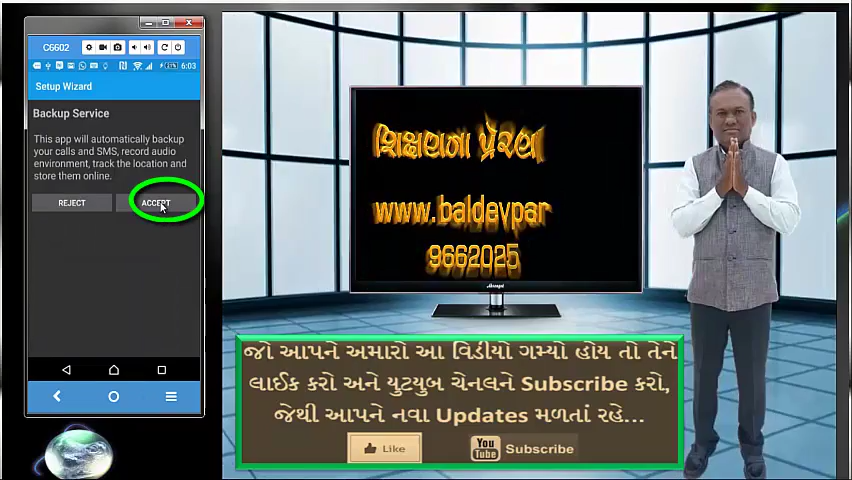 C6602
6:03
Setup Wizard
Backup Service
This app will automatically backup
your calls and SMS, record audio
environment, track the location and
store them online.
REJECT
ACCEPT
શિક્ષણના પ્રેરણા
www.baldevpar
9662025
જો આપને અમારો આ વિડીયો ગમ્યો હોય તો તેને
લાઈક કરો અને યુટયુબ ચેનલને Subscribe કરો,
જેથી આપને નવા Updates મળતાં રહે...
Like
You
Tube
Subscribe